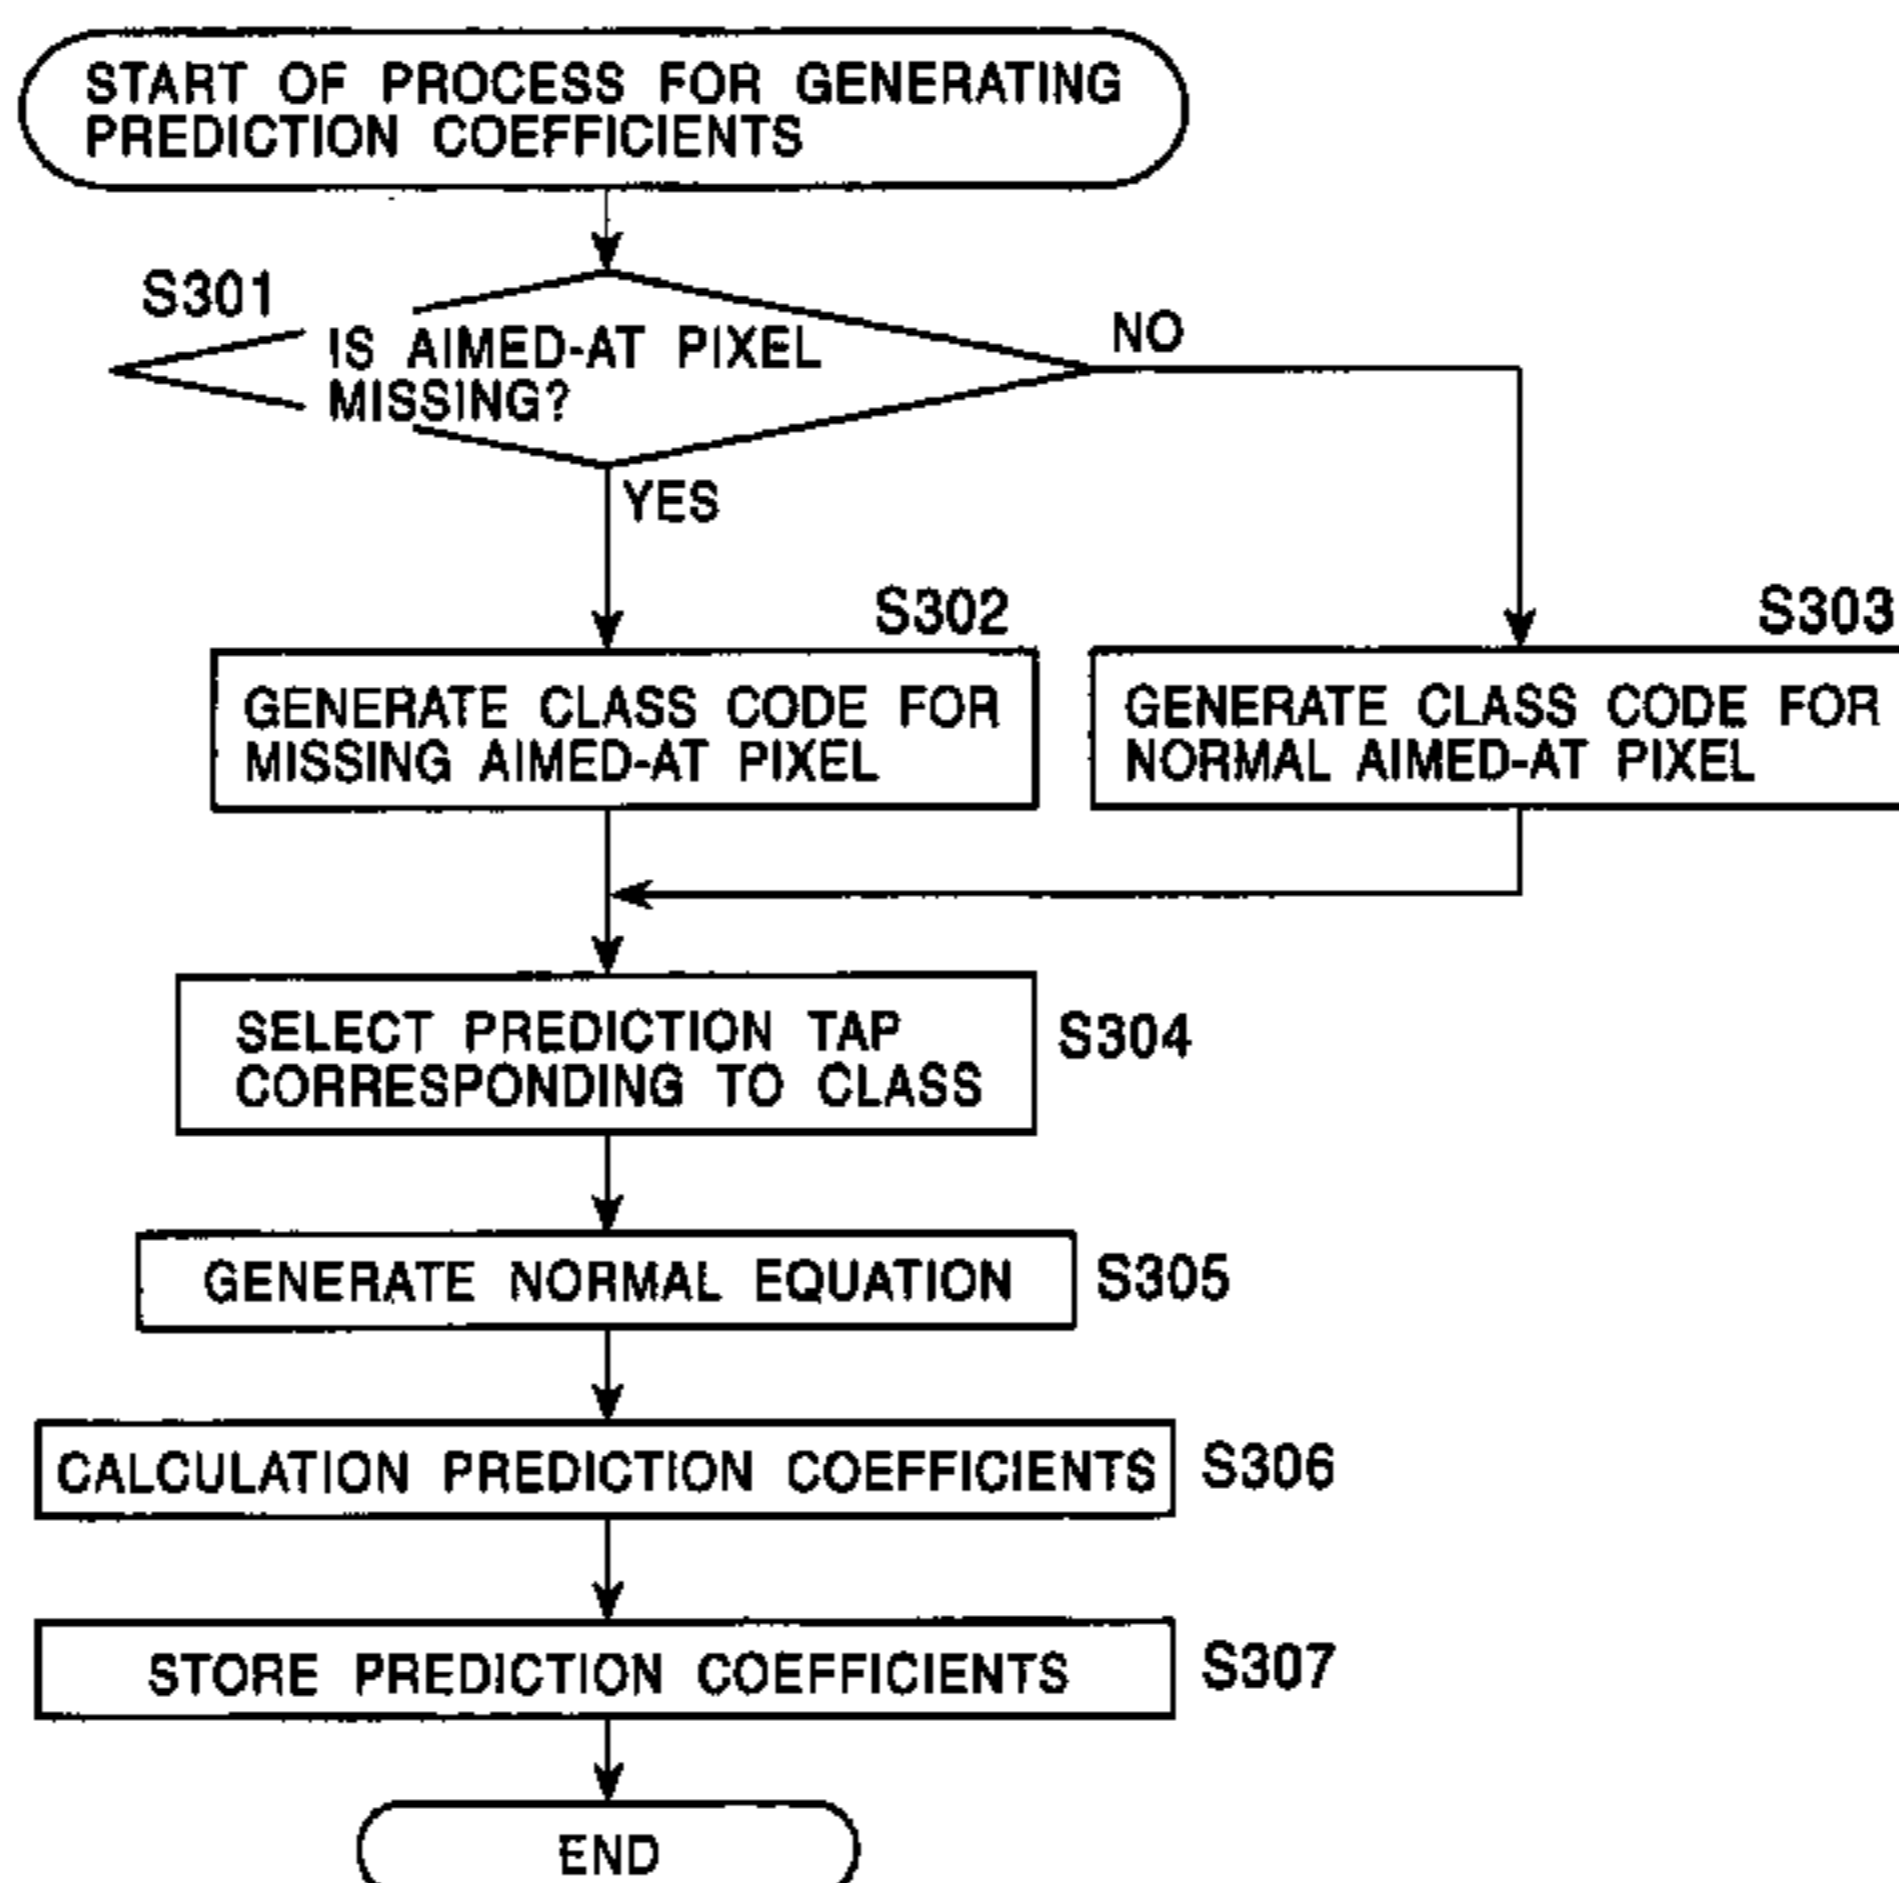 START OF PROCESS FOR GENERATING
PREDICTION COEFFICIENTS
S301
IS AIMED-AT PIXEL
MISSING?
NO
YES
S302
GENERATE CLASS CODE FOR
MISSING AIMED-AT PIXEL
S303
GENERATE CLASS CODE FOR
NORMAL AIMED-AT PIXEL
SELECT PREDICTION TAP
CORRESPONDING TO CLASS
S304
GENERATE NORMAL EQUATION
S305
CALCULATION PREDICTION COEFFICIENTS
S306
STORE PREDICTION COEFFICIENTS
S307
END